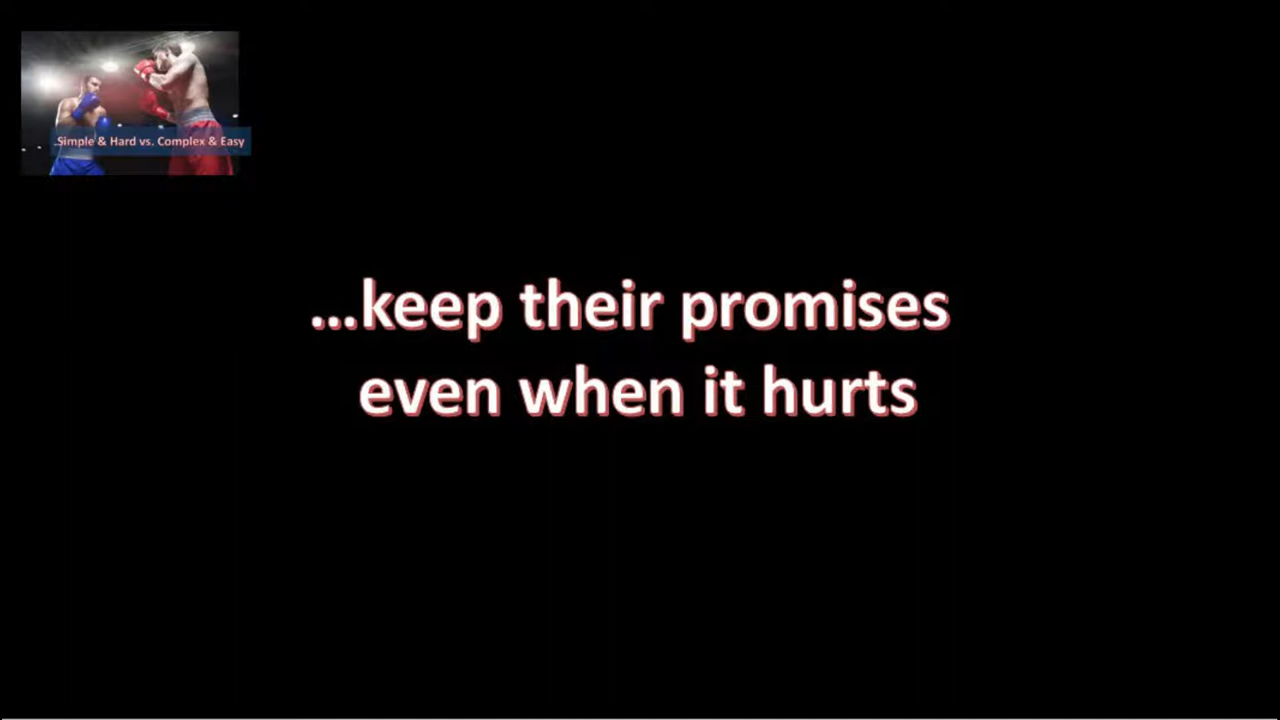 .Simple & Hard vs. Complex & Easy
...keep their promises
even when it hurts